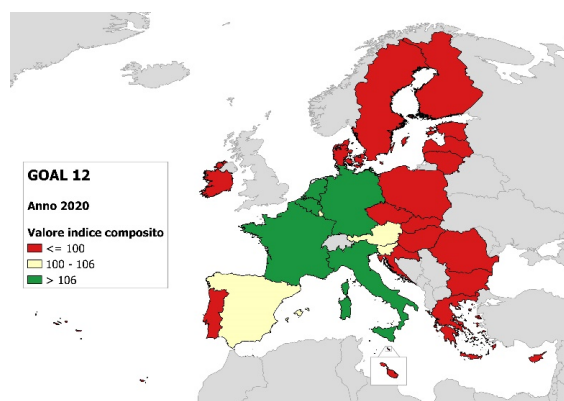 GOAL 12
Anno 2020
Valore indice composito
<= 100
100 - 106
> 106